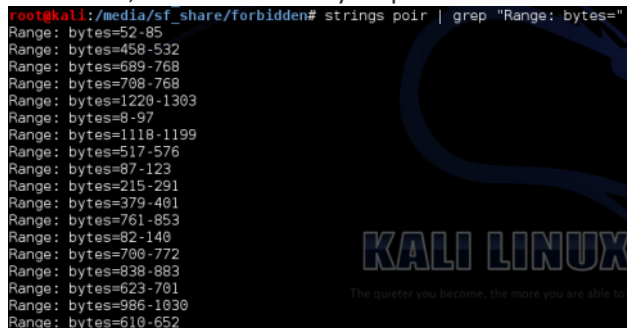 root@kali:/media/sf_share/forbidden# strings poir | grep "Range: bytes="
Range: bytes=52-85
Range: bytes=458-532
Range: bytes=689-768
Range: bytes=708-768
Range: bytes=1220-1303
Range: bytes=8-97
Range: bytes=1118-1199
Range: bytes=517-576
Range: bytes=87-123
Range: bytes=215-291
Range: bytes=379-401
Range: bytes=761-853
Range: bytes=82-140
Range: bytes=700-772
Range: bytes=838-883
Range: bytes=623-701
Range: bytes=986-1030
Range: bytes=610-652
KALI LINUX
The quieter you become, the more you are able to